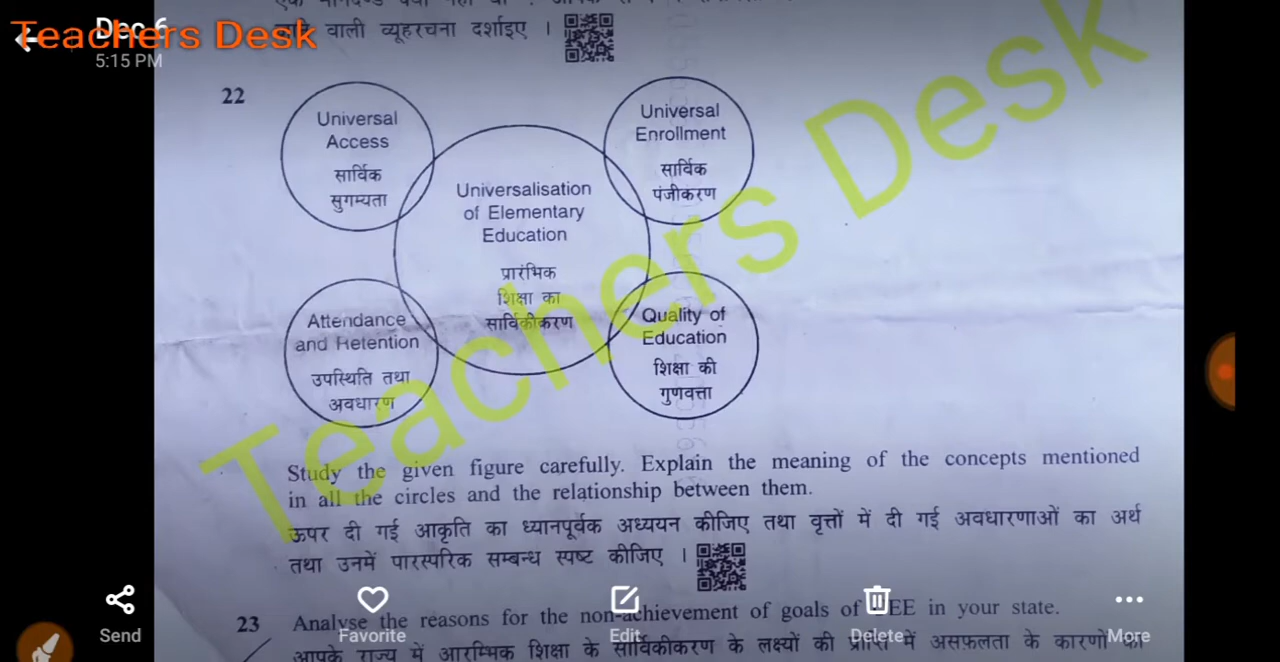 Teachers Desk
Dec 6
5:15 PM
वाली व्यूहरचना दर्शाइए ।
22
Universal
Access
सार्विक
सुगम्यता
Universal
Enrollment
सार्विक
पंजीकरण
Universalisation
of Elementary
Education
प्रारंभिक
शिक्षा का
सार्विकीकरण
Attendance
and Retention
उपस्थिति तथा
अवधारण
Quality of
Education
शिक्षा की
गुणवत्ता
Teachers Desk
Study the given figure carefully. Explain the meaning of the concepts mentioned
in all the circles and the relationship between them.
ऊपर दी गई आकृति का ध्यानपूर्वक अध्ययन कीजिए तथा वृत्तों में दी गई अवधारणाओं का अर्थ
तथा उनमें पारस्परिक सम्बन्ध स्पष्ट कीजिए ।
23 Analyse the reasons for the non-achievement of goals of EE in your state.
आपके राज्य में आरम्भिक शिक्षा के सार्विकीकरण के लक्ष्यों की प्राप्ति में असफलता के कारणों का
Send
Favorite
Edit
Delete
More